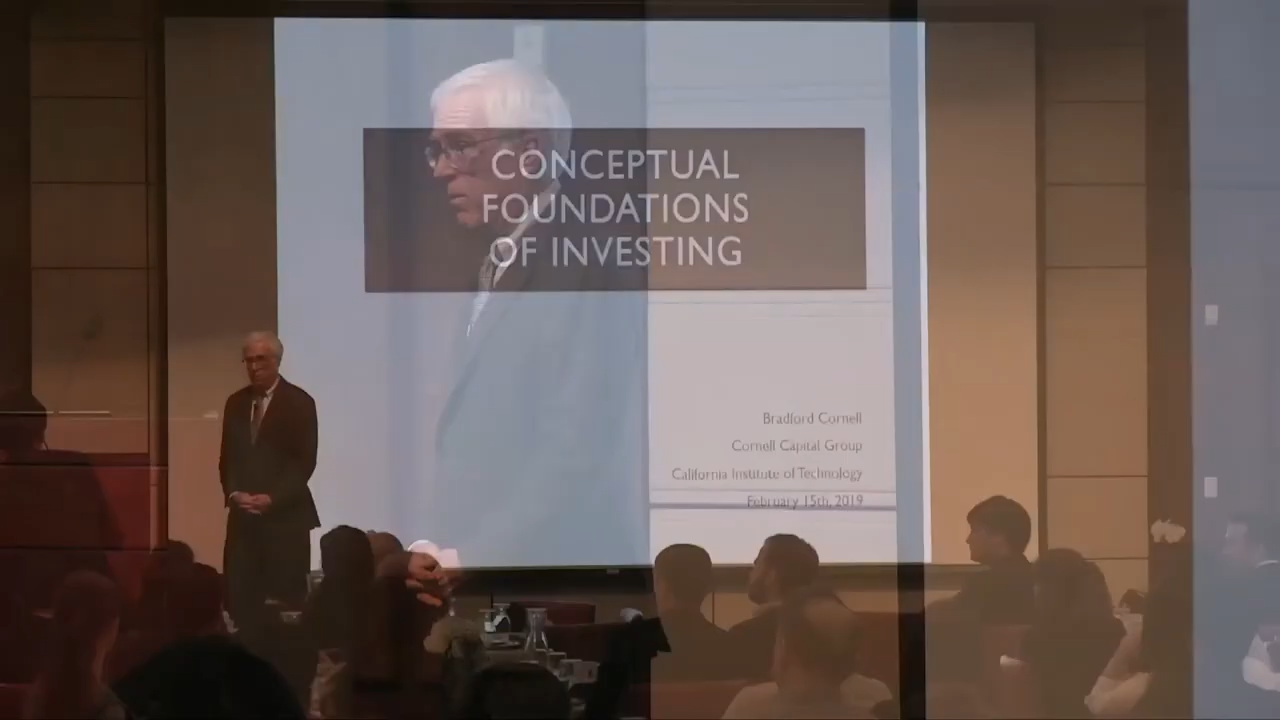 CONCEPTUAL
FOUNDATIONS
OF INVESTING
Bradford Cornell
Cornell Capital Group
California Institute of Technology
February 15th, 2019